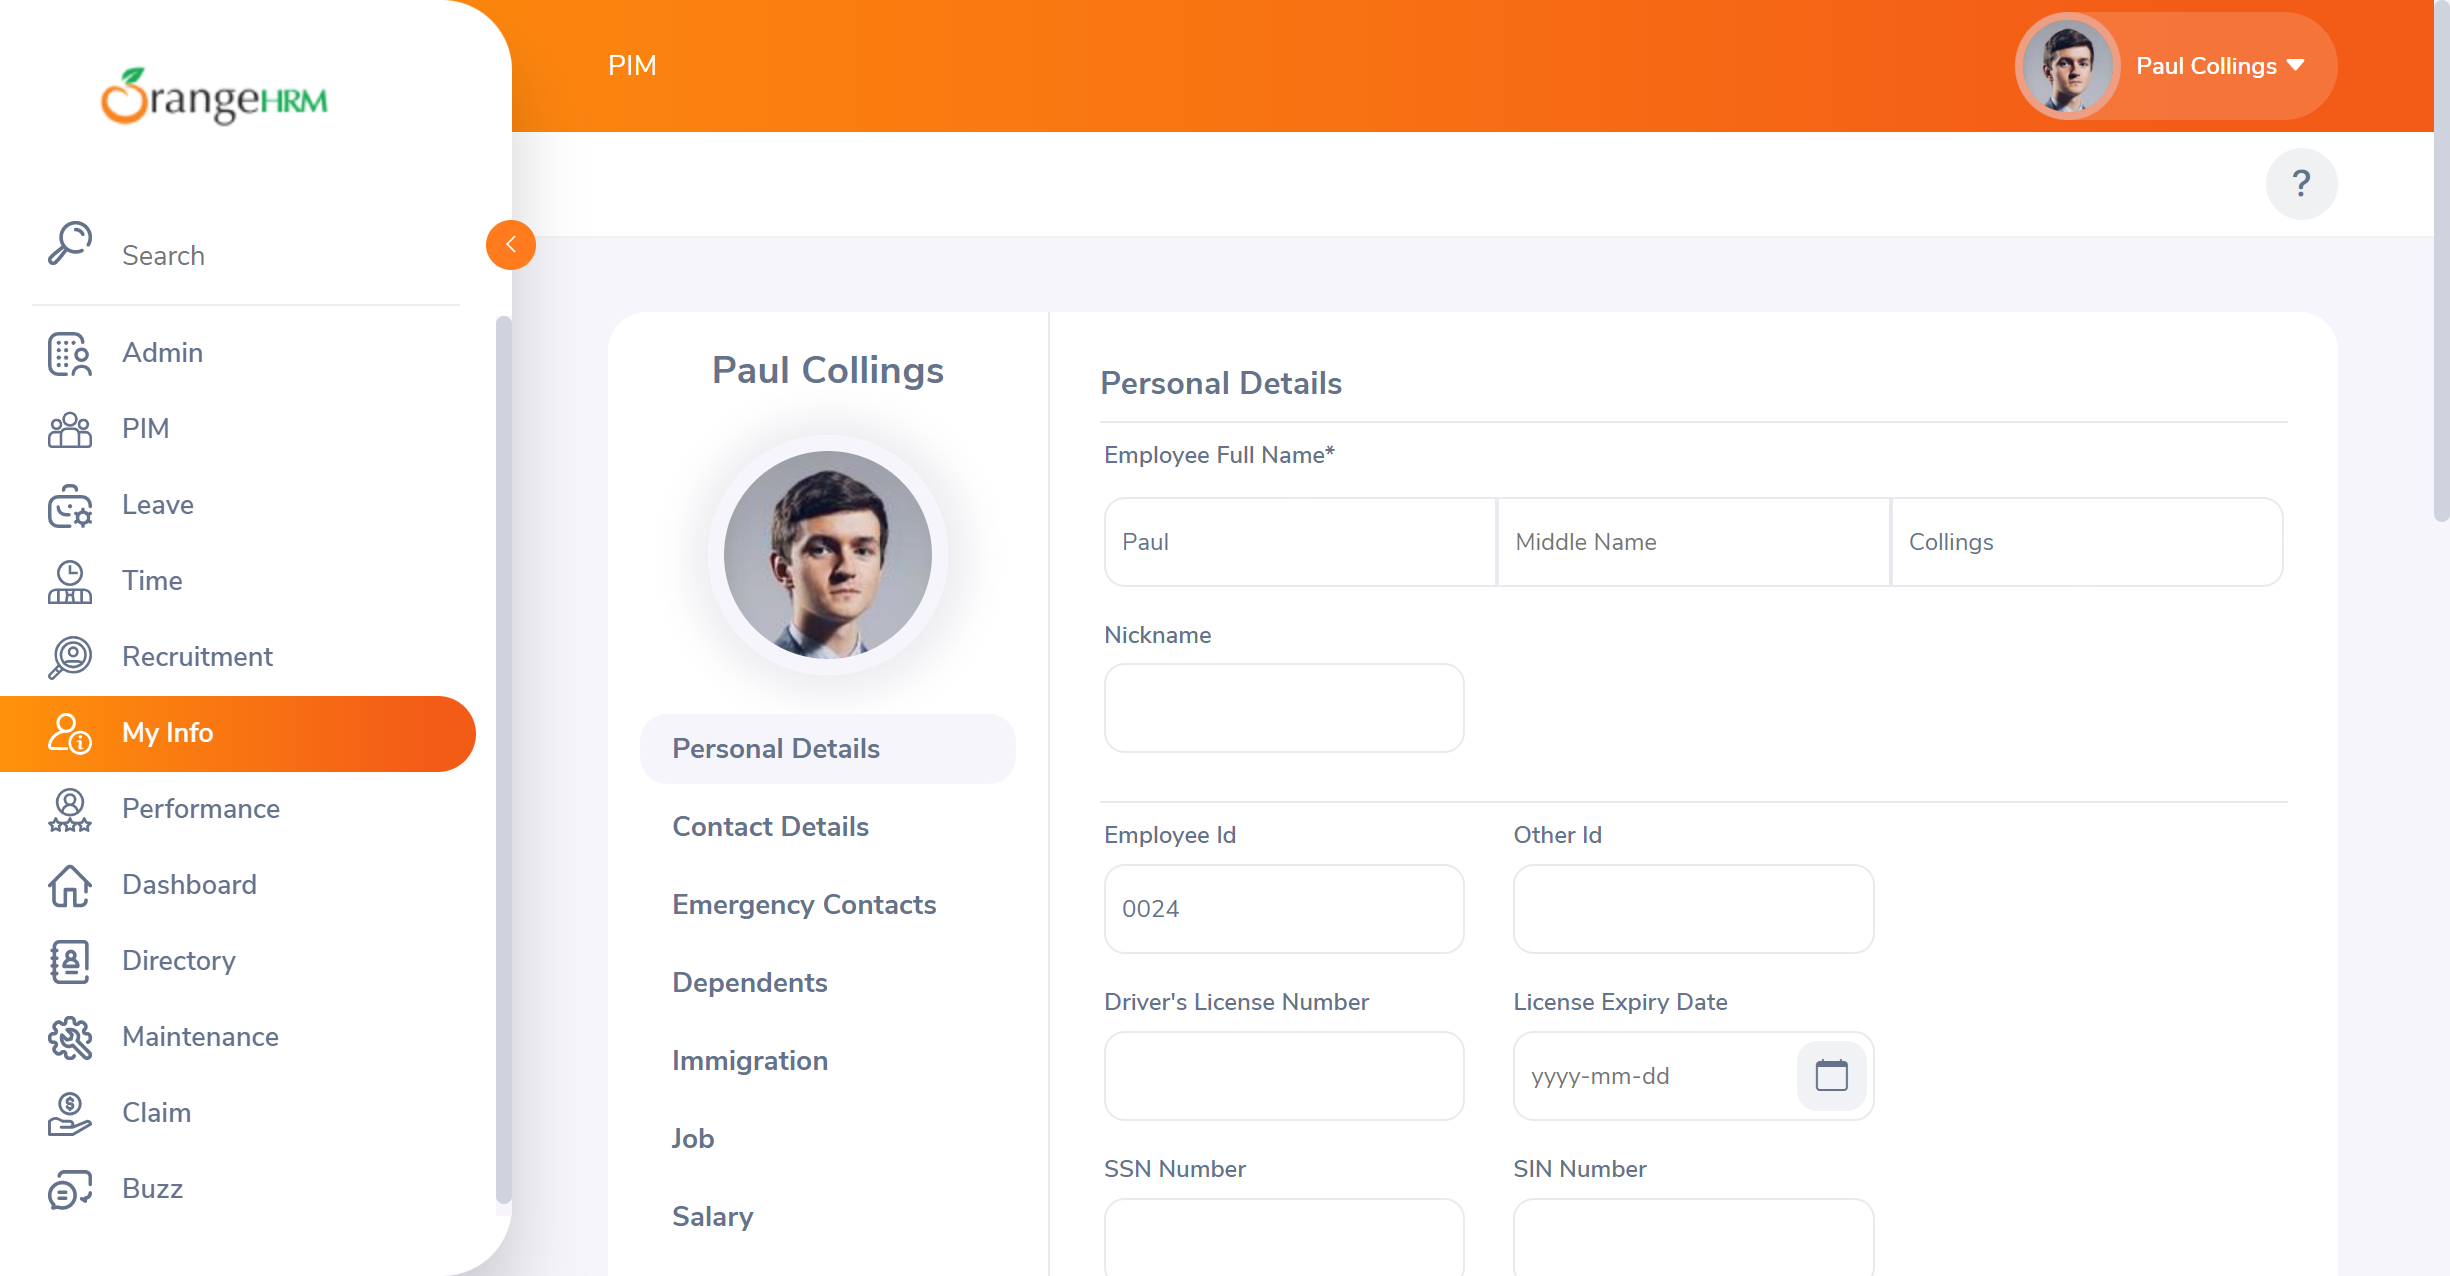 PIM
Paul Collings
?
OrangeHRM
Search
Admin
PIM
Leave
Time
Recruitment
My Info
Performance
Dashboard
Directory
Maintenance
Claim
Buzz
Paul Collings
Personal Details
Contact Details
Emergency Contacts
Dependents
Immigration
Job
Salary
Personal Details
Employee Full Name*
Paul Middle Name Collings
Nickname
Employee Id Other Id
0024
Driver's License Number License Expiry Date
yyyy-mm-dd
SSN Number SIN Number